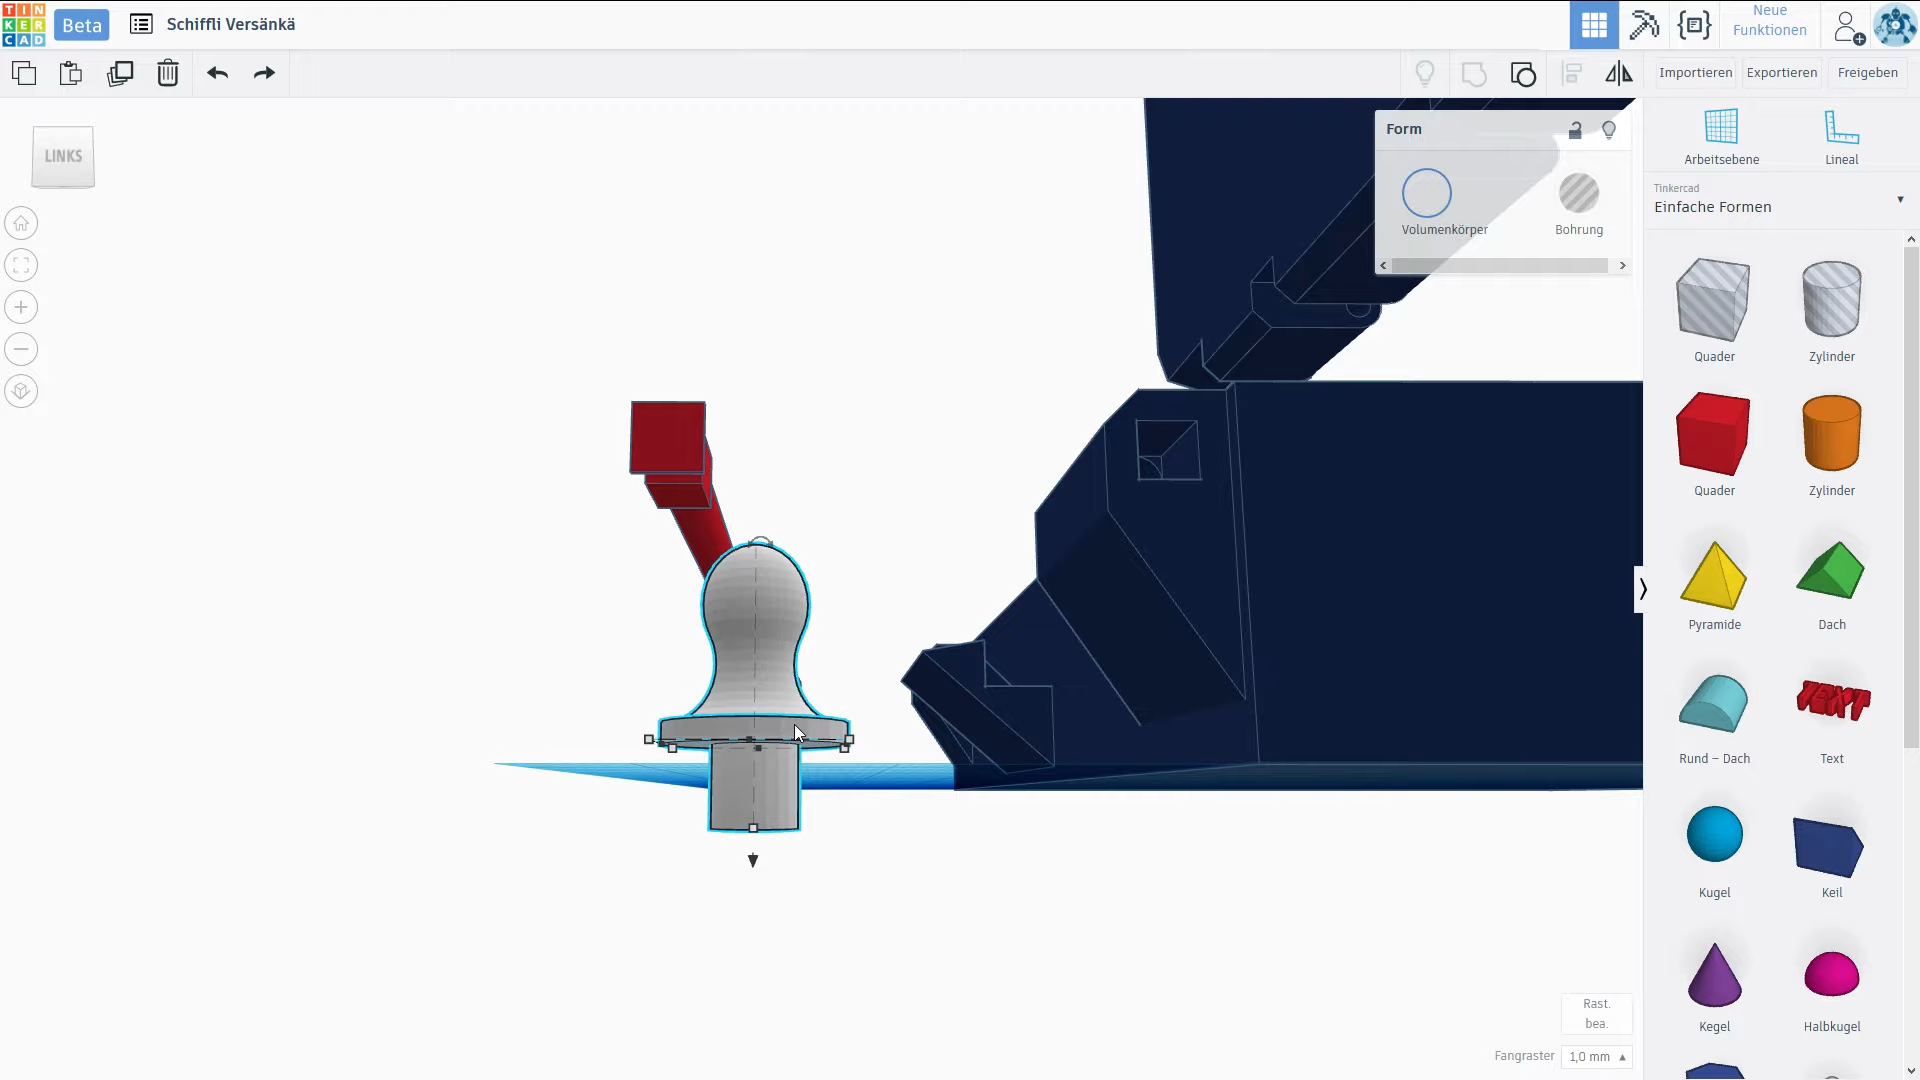 TIN
KER
CAD
Beta
Schiffli Versänkä
Neue
Funktionen
Importieren
Exportieren
Freigeben
LINKS
Form
Volumenkörper
Bohrung
Arbeitsebene
Lineal
Tinkercad
Einfache Formen
Quader
Zylinder
Quader
Zylinder
Pyramide
Dach
TEXT
Rund – Dach
Text
Kugel
Keil
Kegel
Halbkugel
Rast.
bea.
Fangraster
1,0 mm